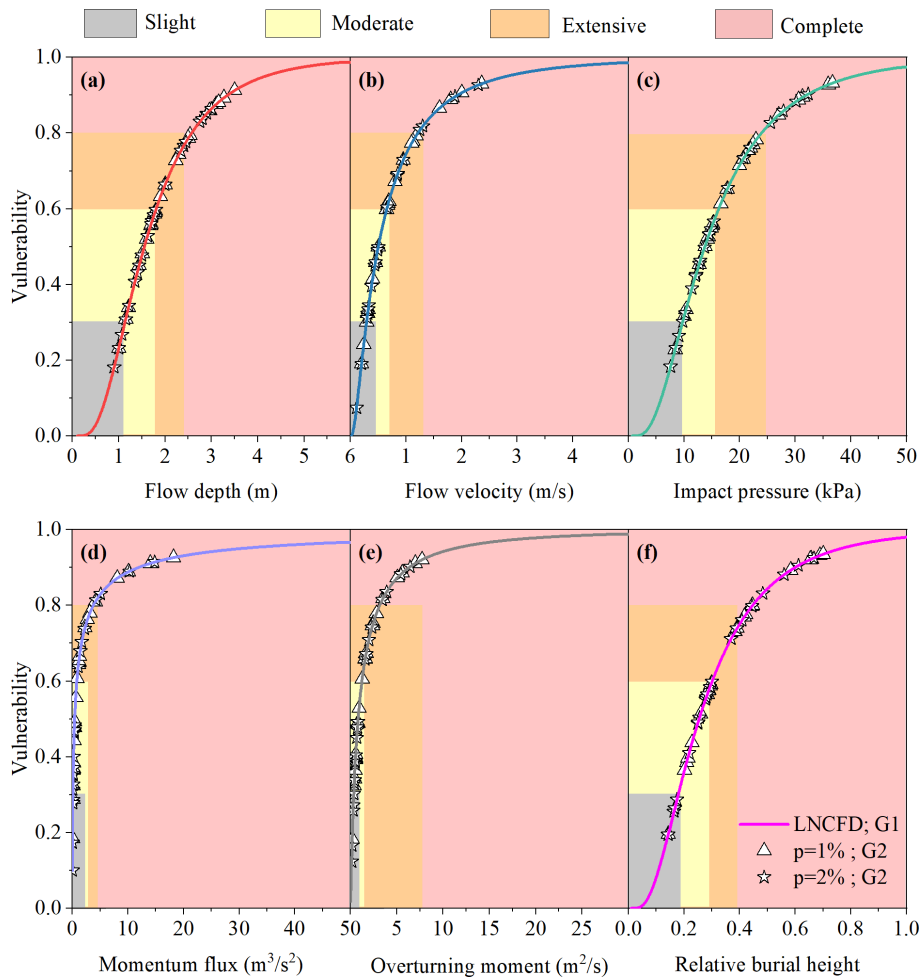 Slight Moderate Extensive Complete
(a) (b) (c)
1.0
0.8
0.6
0.4
0.2
0.0
Vulnerability
0 1 2 3 4 5 6
Flow depth (m)
1 2 3 4
Flow velocity (m/s)
0 10 20 30 40 50
Impact pressure (kPa)
(d) (e) (f)
1.0
0.8
0.6
0.4
0.2
0.0
Vulnerability
LNCFD; G1
p=1% ; G2
p=2% ; G2
0 10 20 30 40 50
Momentum flux (m³/s²)
5 10 15 20 25 30
Overturning moment (m²/s)
0.0 0.2 0.4 0.6 0.8 1.0
Relative burial height